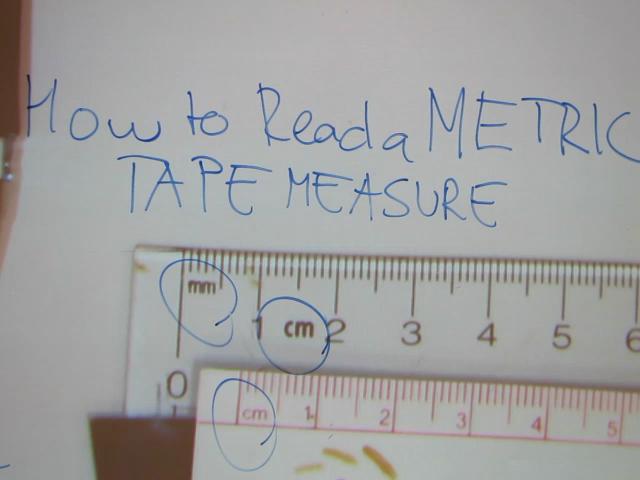 How to Read a METRIC
TAPE MEASURE
mm
1 cm 2 3 4 5 6
0
cm 1 2 3 4 5